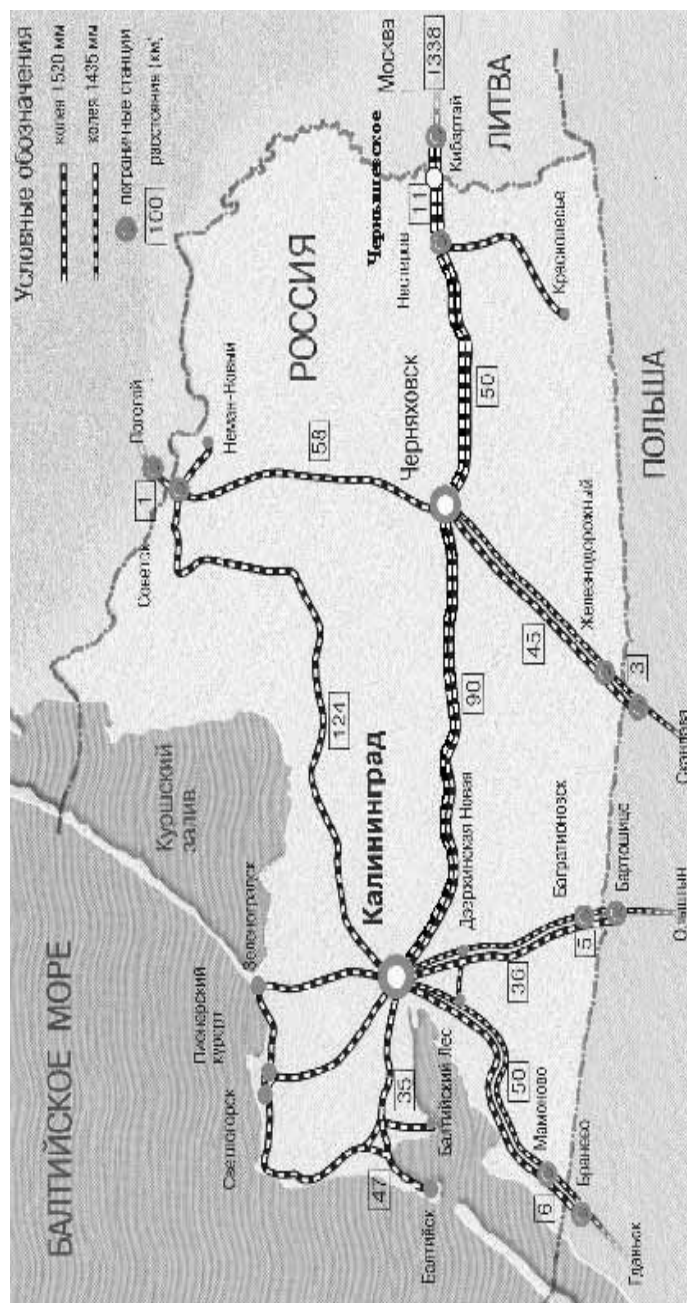 БАЛТИЙСКОЕ МОРЕ
Условные обозначения
колея 1520 мм
колея 1435 мм
пограничные станции
100
расстояния (км)
Куршский
залив
Советск
1
Неман-Новый
РОССИЯ
Светлогорск
Пионерский
курорт
Зеленоградск
124
58
Калининград
Черняховск
Нестеров
Чернышевское
Москва
1338
11
Кибартай
ЛИТВА
47
35
Балтийск
Балтийский Лес
Дзержинская Новая
90
50
Краснолесье
50
36
45
Мамоново
Багратионовск
Железнодорожный
6
5
3
ПОЛЬША
Бранево
Бартошице
Гданьск
Скандава